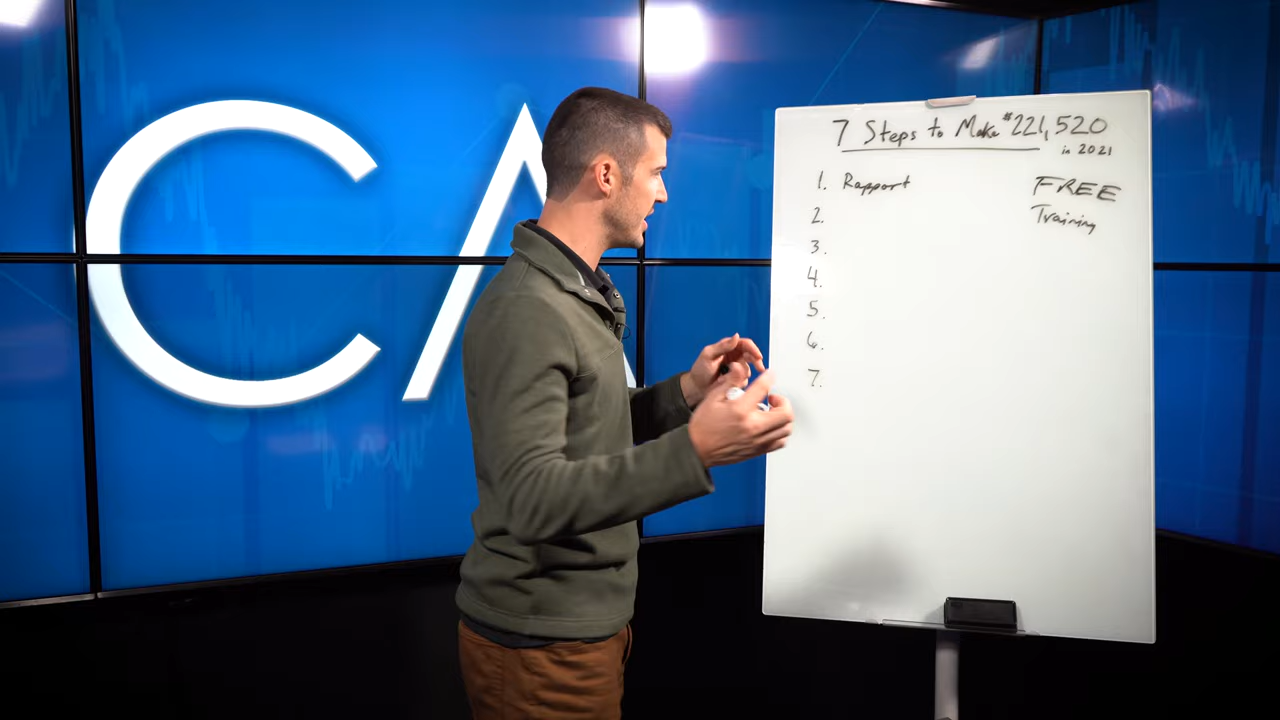 CA
7 Steps to Make $221,520
in 2021
1. Rapport
FREE
2.
Training
3.
4.
5.
6.
7.